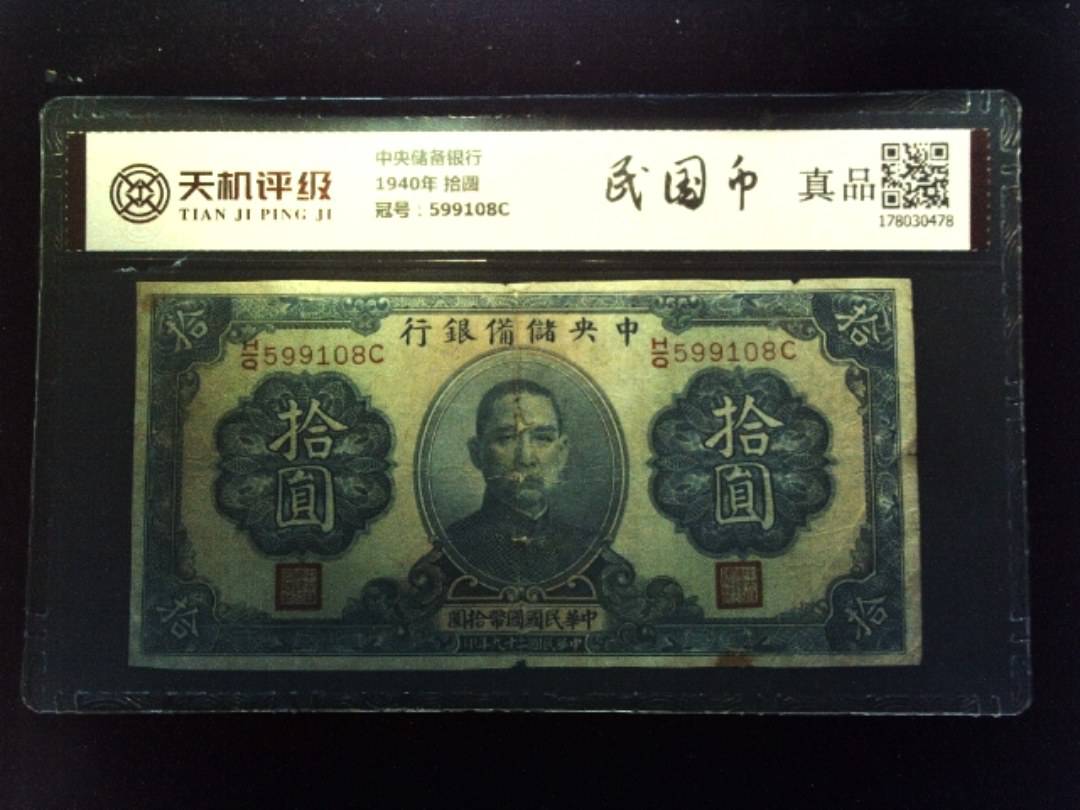 天机评级
TIAN JI PING JI
中央储备银行
1940年 拾圆
冠号：599108C
民国币
真品
178030478
行銀備儲央中
拾
拾
H/Q 599108C
H/Q 599108C
拾圓
拾圓
圓拾幣國國民華中
拾
拾